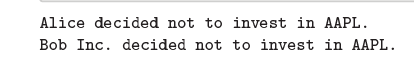 Alice decided not to invest in AAPL.
Bob Inc. decided not to invest in AAPL.